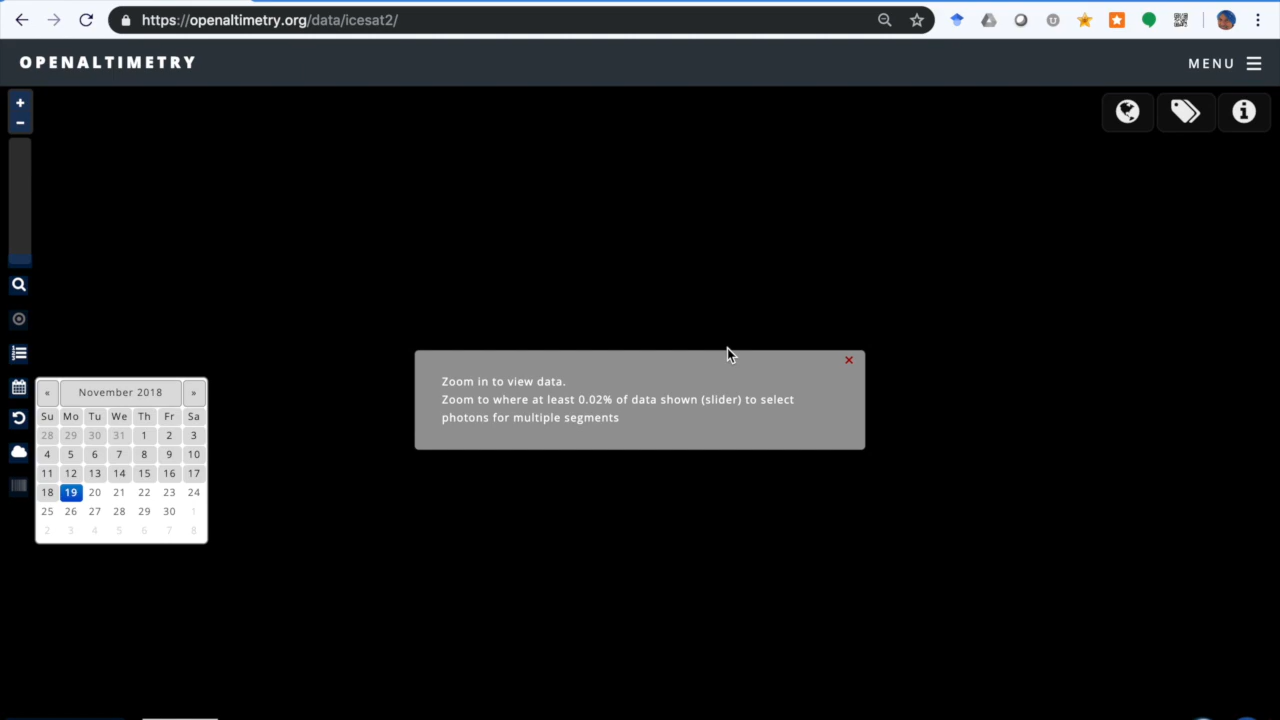 https://openaltimetry.org/data/icesat2/
OPENALTIMETRY
MENU
+
-
Zoom in to view data.
Zoom to where at least 0.02% of data shown (slider) to select
photons for multiple segments
« November 2018 »
Su Mo Tu We Th Fr Sa
28 29 30 31 1 2 3
4 5 6 7 8 9 10
11 12 13 14 15 16 17
18 19 20 21 22 23 24
25 26 27 28 29 30 1
2 3 4 5 6 7 8